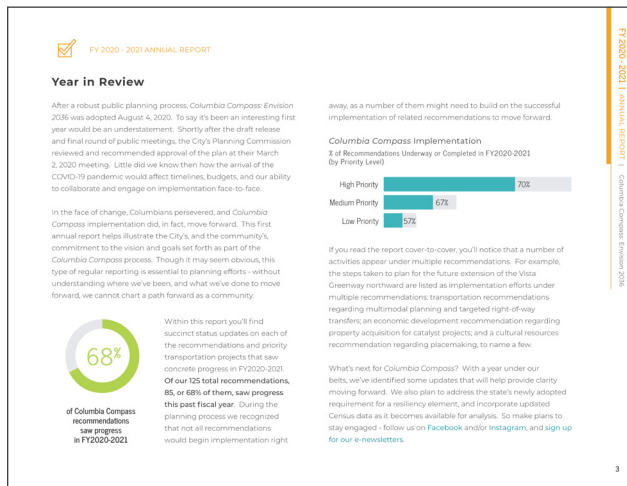 FY 2020 - 2021 ANNUAL REPORT
Year in Review
After a robust public planning process, Columbia Compass: Envision
2036 was adopted August 4, 2020. To say it's been an interesting first
year would be an understatement. Shortly after the draft release
and final round of public meetings, the City's Planning Commission
reviewed and recommended approval of the plan at their March
2, 2020 meeting. Little did we know then how the arrival of the
COVID-19 pandemic would affect timelines, budgets, and our ability
to collaborate and engage on implementation face-to-face.
In the face of change, Columbians persevered, and Columbia
Compass implementation did, in fact, move forward. This first
annual report helps illustrate the City's, and the community's,
commitment to the vision and goals set forth as part of the
Columbia Compass process. Though it may seem obvious, this
type of regular reporting is essential to planning efforts - without
understanding where we've been, and what we've done to move
forward, we cannot chart a path forward as a community.
68%
of Columbia Compass
recommendations
saw progress
in FY2020-2021
Within this report you'll find
succinct status updates on each of
the recommendations and priority
transportation projects that saw
concrete progress in FY2020-2021.
Of our 125 total recommendations,
85, or 68% of them, saw progress
this past fiscal year. During the
planning process we recognized
that not all recommendations
would begin implementation right
away, as a number of them might need to build on the successful
implementation of related recommendations to move forward.
Columbia Compass Implementation
% of Recommendations Underway or Completed in FY2020-2021
(by Priority Level)
High Priority 70%
Medium Priority 67%
Low Priority 57%
If you read the report cover-to-cover, you'll notice that a number of
activities appear under multiple recommendations. For example,
the steps taken to plan for the future extension of the Vista
Greenway northward are listed as implementation efforts under
multiple recommendations: transportation recommendations
regarding multimodal planning and targeted right-of-way
transfers; an economic development recommendation regarding
property acquisition for catalyst projects; and a cultural resources
recommendation regarding placemaking, to name a few.
What's next for Columbia Compass? With a year under our
belts, we've identified some updates that will help provide clarity
moving forward. We also plan to address the state's newly adopted
requirement for a resiliency element, and incorporate updated
Census data as it becomes available for analysis. So make plans to
stay engaged - follow us on Facebook and/or Instagram, and sign up
for our e-newsletters.
FY 2020 - 2021 | ANNUAL REPORT | Columbia Compass: Envision 2036
3